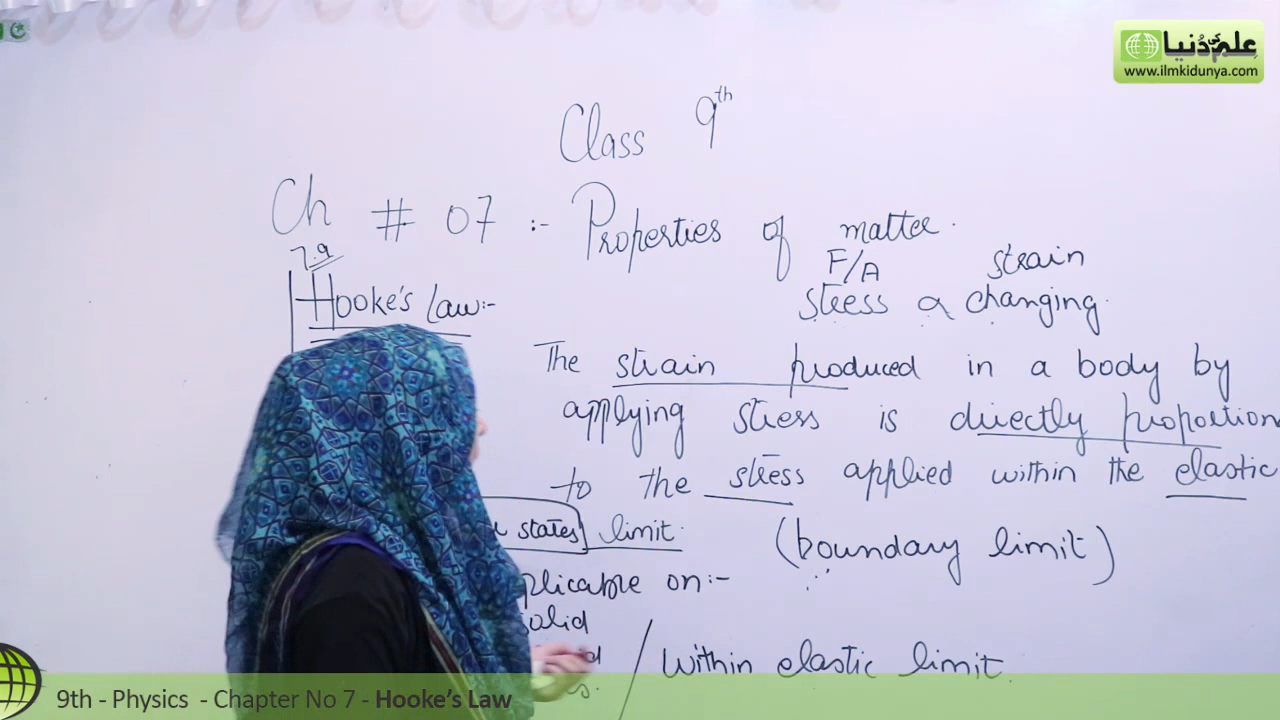 علم کی دُنیا
www.ilmkidunya.com
Class 9th
Ch # 07 :- Properties of matter.
7.9
F/A strain
Hooke's Law:-
stress α changing.
The strain produced in a body by
applying stress is directly proportion
to the stress applied within the elastic
states limit.
(boundary limit)
plicable on:-
solid
/ within elastic limit.
9th - Physics - Chapter No 7 - Hooke's Law